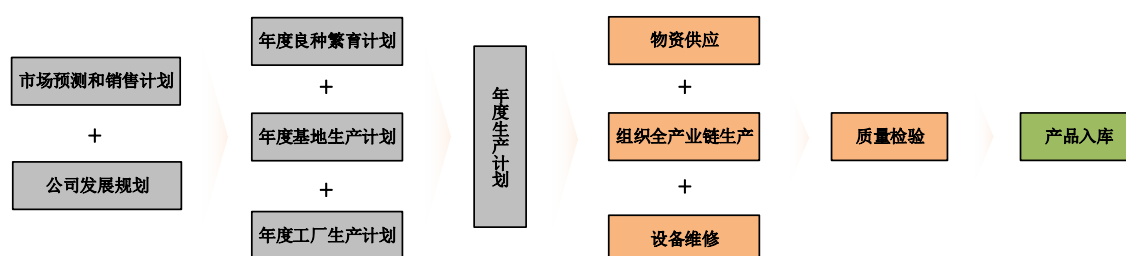 市场预测和销售计划
+
公司发展规划
年度良种繁育计划
+
年度基地生产计划
+
年度工厂生产计划
年度生产计划
物资供应
+
组织全产业链生产
+
设备维修
质量检验
产品入库